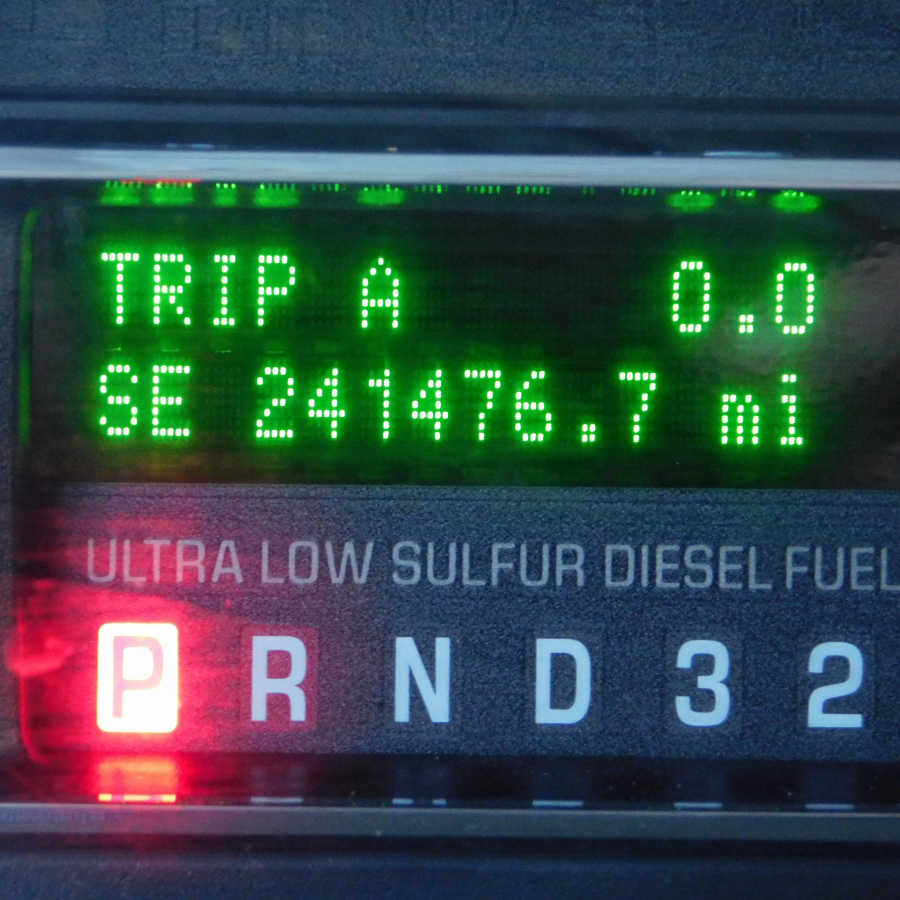 TRIP A 0.0
SE 241476.7 mi
ULTRA LOW SULFUR DIESEL FUEL
P R N D 3 2